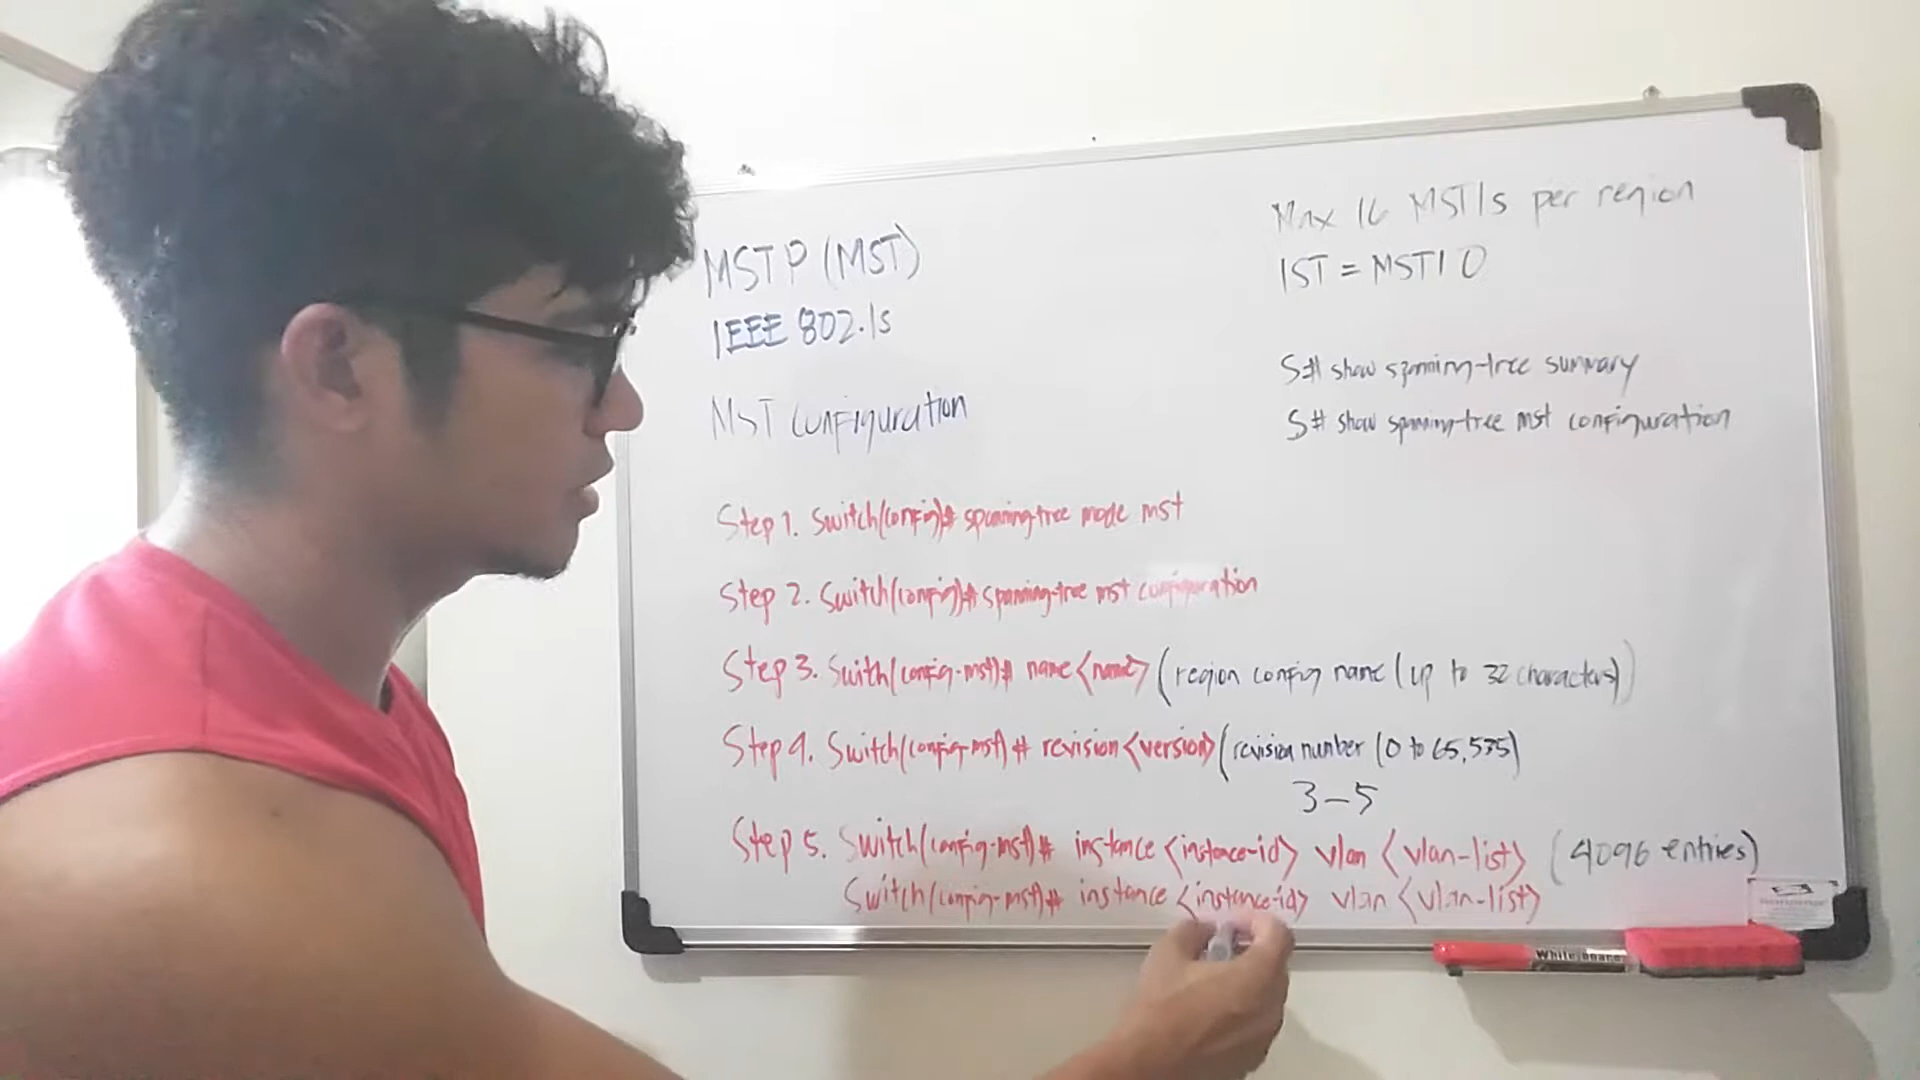 MSTP (MST)
IEEE 802.1s
MST configuration
Max 16 MSTIs per region
IST = MSTI 0
S# show spanning-tree summary
S# show spanning-tree mst configuration
Step 1. Switch(config)# spanning-tree mode mst
Step 2. Switch(config)# spanning-tree mst configuration
Step 3. Switch(config-mst)# name <name> (region config name (up to 32 characters))
Step 4. Switch(config-mst)# revision <version> (revision number (0 to 65,535)
3-5
Step 5. Switch(config-mst)# instance <instance-id> vlan <vlan-list> (4096 entries)
Switch(config-mst)# instance <instance-id> vlan <vlan-list>
White board